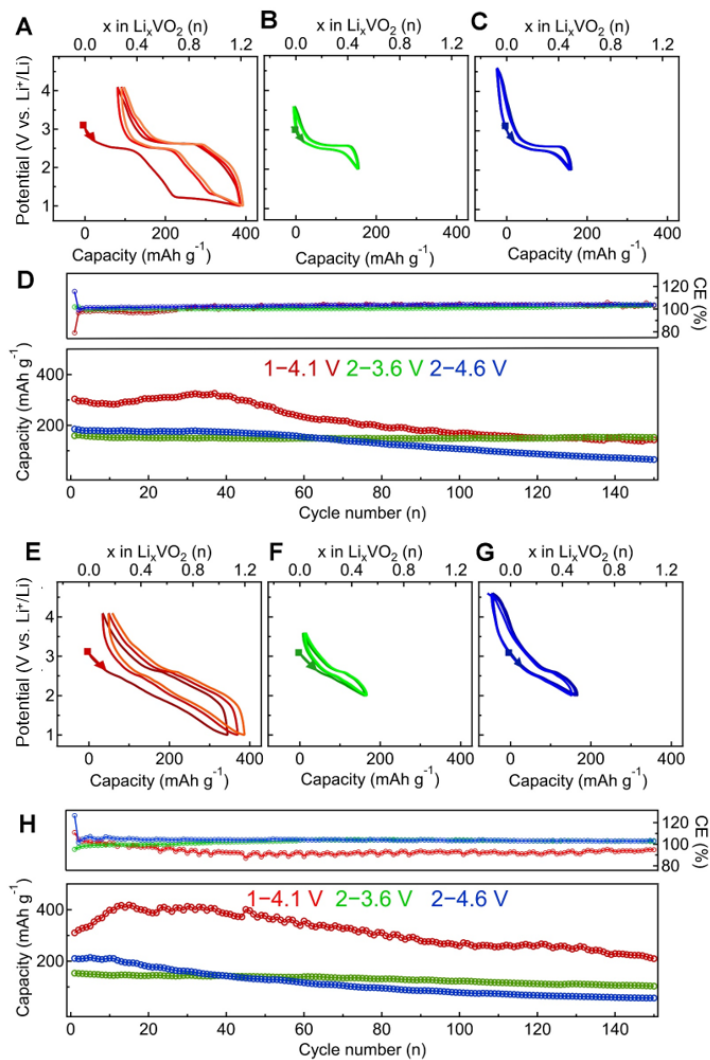 A
x in LixVO2 (n)
0.0 0.4 0.8 1.2
Potential (V vs. Li+/Li)
4
3
2
1
0 200 400
Capacity (mAh g-1)
B
x in LixVO2 (n)
0.0 0.4 0.8 1.2
0 200 400
Capacity (mAh g-1)
C
x in LixVO2 (n)
0.0 0.4 0.8 1.2
0 200 400
Capacity (mAh g-1)
D
120
100
80
CE (%)
1−4.1 V 2−3.6 V 2−4.6 V
Capacity (mAh g-1)
400
200
0 20 40 60 80 100 120 140
Cycle number (n)
E
x in LixVO2 (n)
0.0 0.4 0.8 1.2
Potential (V vs. Li+/Li)
4
3
2
1
0 200 400
Capacity (mAh g-1)
F
x in LixVO2 (n)
0.0 0.4 0.8 1.2
0 200 400
Capacity (mAh g-1)
G
x in LixVO2 (n)
0.0 0.4 0.8 1.2
0 200 400
Capacity (mAh g-1)
H
120
100
80
CE (%)
1−4.1 V 2−3.6 V 2−4.6 V
Capacity (mAh g-1)
400
200
0 20 40 60 80 100 120 140
Cycle number (n)